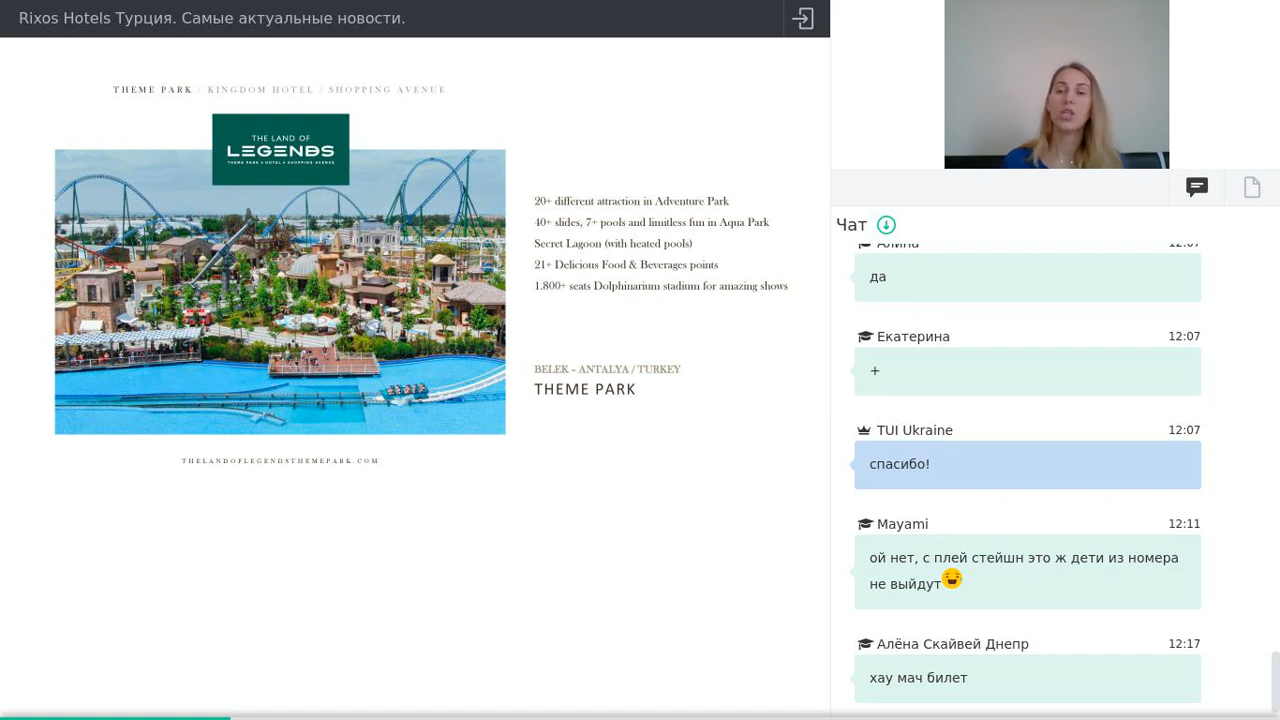 Rixos Hotels Турция. Самые актуальные новости.
THEME PARK / KINGDOM HOTEL / SHOPPING AVENUE
THE LAND OF
LEGENDS
THEME PARK • HOTEL • SHOPPING AVENUE
20+ different attraction in Adventure Park
40+ slides, 7+ pools and limitless fun in Aqua Park
Secret Lagoon (with heated pools)
21+ Delicious Food & Beverages points
1.800+ seats Dolphinarium stadium for amazing shows
BELEK – ANTALYA / TURKEY
THEME PARK
THELANDOFLEGENDSTHEMEPARK.COM
Чат
Алина 12:07
да
Екатерина 12:07
+
TUI Ukraine 12:07
спасибо!
Mayami 12:11
ой нет, с плей стейшн это ж дети из номера
не выйдут
Алёна Скайвей Днепр 12:17
хау мач билет